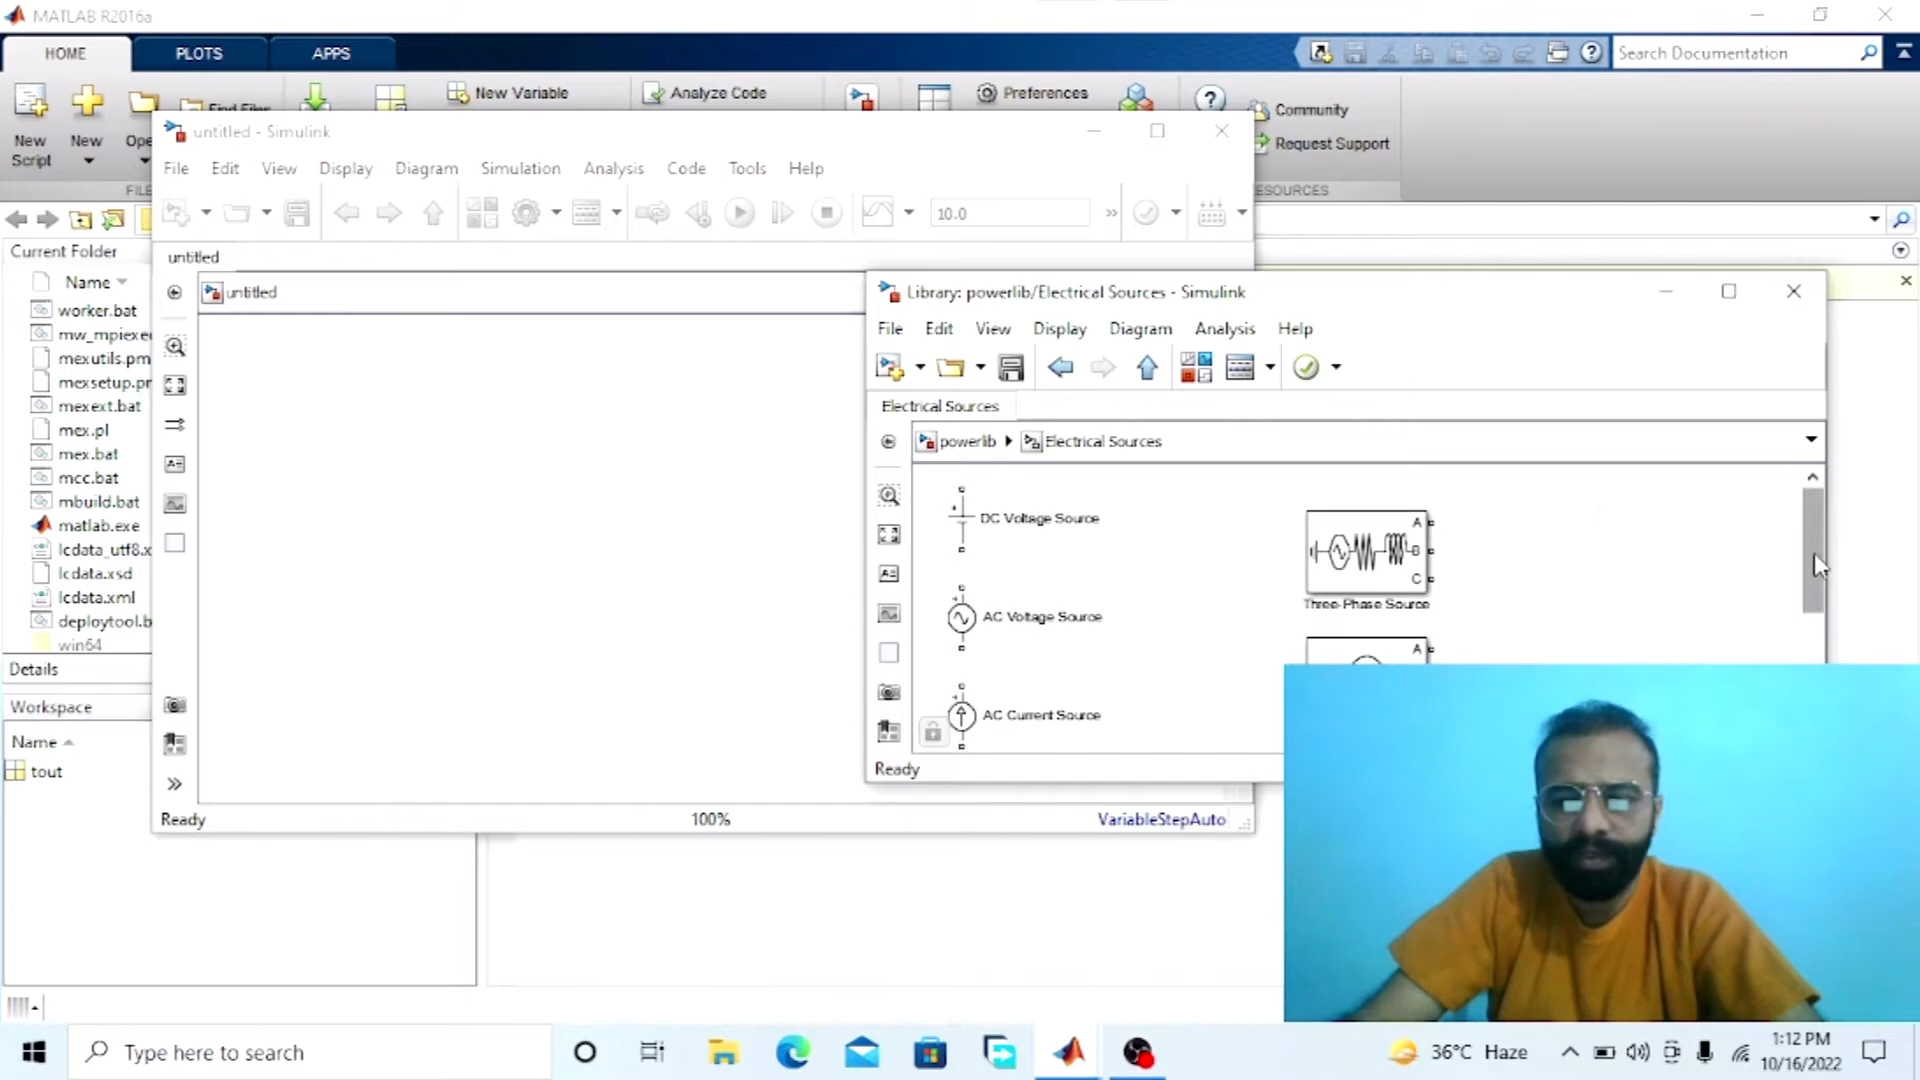 MATLAB R2016a
HOME
PLOTS
APPS
Search Documentation
New Script
New
Find Files
New Variable
Analyze Code
Preferences
Community
Request Support
untitled - Simulink
File Edit View Display Diagram Simulation Analysis Code Tools Help
10.0
»
untitled
untitled
Current Folder
Name
worker.bat
mexutils.pm
mex.pl
mexext.bat
mex.bat
mcc.bat
mbuild.bat
matlab.exe
lcdata.xsd
lcdata.xml
win64
Details
Workspace
Name
tout
Ready
100%
VariableStepAuto
Library: powerlib/Electrical Sources - Simulink
File Edit View Display Diagram Analysis Help
Electrical Sources
powerlib
Electrical Sources
DC Voltage Source
AC Voltage Source
AC Current Source
A
B
C
Three-Phase Source
A
Ready
Type here to search
36°C Haze
1:12 PM
10/16/2022